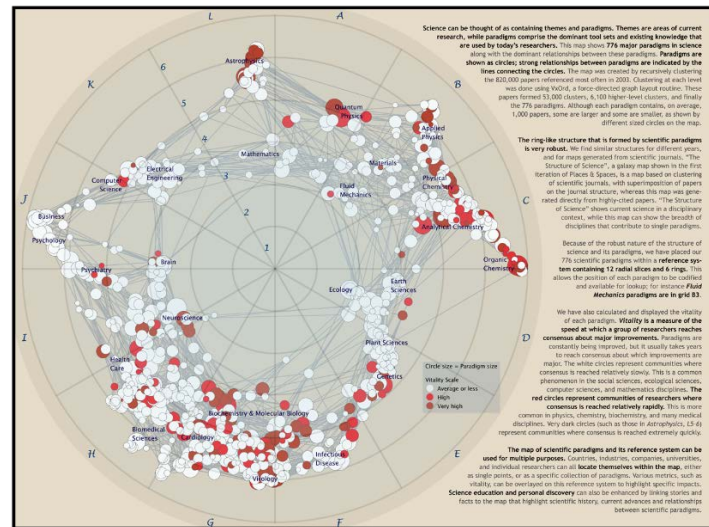 L
A
B
C
D
E
F
G
H
I
J
K
6
5
4
3
2
1
Astrophysics
Quantum
Physics
Applied
Physics
Mathematics
Materials
Electrical
Engineering
Computer
Science
Fluid
Mechanics
Physical
Chemistry
Analytical Chemistry
Organic
Chemistry
Business
Psychology
Psychiatry
Brain
Ecology
Earth
Sciences
Neuroscience
Plant Sciences
Health
Care
Genetics
Biochemistry & Molecular Biology
Biomedical
Sciences
Cardiology
Infectious
Disease
Virology
Circle size = Paradigm size
Vitality Scale
Average or less
High
Very high
Science can be thought of as containing themes and paradigms. Themes are areas of current
research, while paradigms comprise the dominant tool sets and existing knowledge that
are used by today's researchers. This map shows 776 major paradigms in science
along with the dominant relationships between these paradigms. Paradigms are
shown as circles; strong relationships between paradigms are indicated by the
lines connecting the circles. The map was created by recursively clustering
the 820,000 papers referenced most often in 2003. Clustering at each level
was done using VxOrd, a force-directed graph layout routine. These
papers formed 53,000 clusters, 6,100 higher-level clusters, and finally
the 776 paradigms. Although each paradigm contains, on average,
1,000 papers, some are larger and some are smaller, as shown by
different sized circles on the map.
The ring-like structure that is formed by scientific paradigms
is very robust. We find similar structures for different years,
and for maps generated from scientific journals. "The
Structure of Science", a galaxy map shown in the first
iteration of Places & Spaces, is a map based on clustering
of scientific journals, with superimposition of papers
on the journal structure, whereas this map was gene-
rated directly from highly-cited papers. "The Structure
of Science" shows current science in a disciplinary
context, while this map can show the breadth of
disciplines that contribute to single paradigms.
Because of the robust nature of the structure of
science and its paradigms, we have placed our
776 scientific paradigms within a reference sys-
tem containing 12 radial slices and 6 rings. This
allows the position of each paradigm to be codified
and available for lookup; for instance Fluid
Mechanics paradigms are in grid B3.
We have also calculated and displayed the vitality
of each paradigm. Vitality is a measure of the
speed at which a group of researchers reaches
consensus about major improvements. Paradigms are
constantly being improved, but it usually takes years
to reach consensus about which improvements are
major. The white circles represent communities where
consensus is reached relatively slowly. This is a common
phenomenon in the social sciences, ecological sciences,
computer sciences, and mathematics disciplines. The
red circles represent communities of researchers where
consensus is reached relatively rapidly. This is more
common in physics, chemistry, biochemistry, and many medical
disciplines. Very dark circles (such as those in Astrophysics, L5-6)
represent communities where consensus is reached extremely quickly.
The map of scientific paradigms and its reference system can be
used for multiple purposes. Countries, industries, companies, universities,
and individual researchers can all locate themselves within the map, either
as single points, or as a specific collection of paradigms. Various metrics, such as
vitality, can be overlayed on this reference system to highlight specific impacts.
Science education and personal discovery can also be enhanced by linking stories and
facts to the map that highlight scientific history, current advances and relationships
between scientific paradigms.